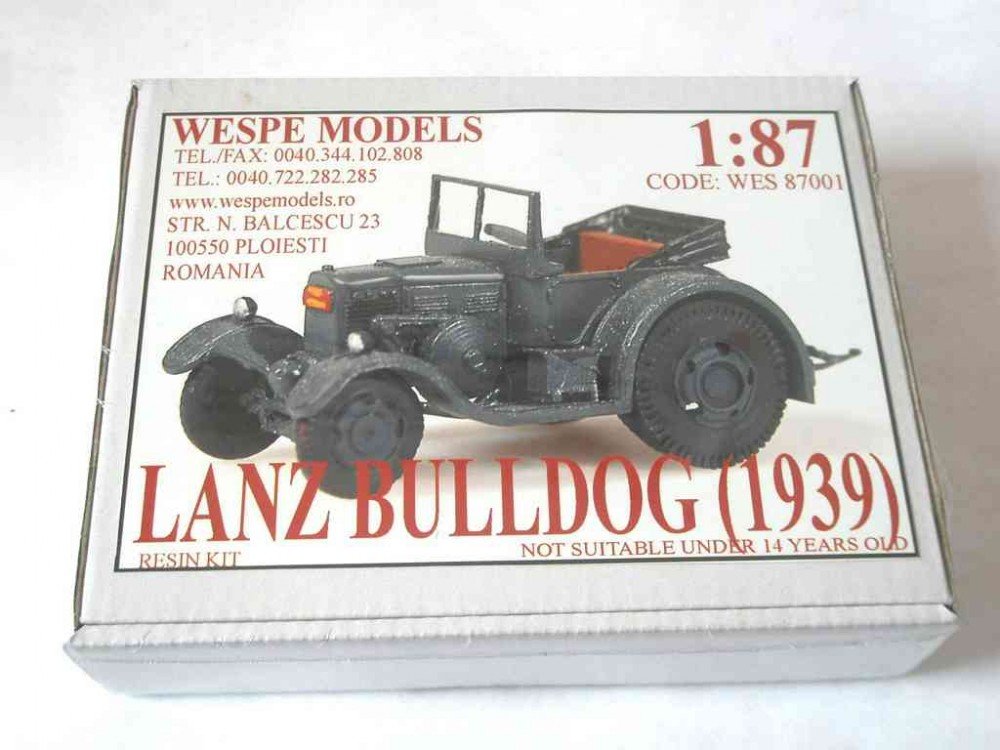 WESPE MODELS
TEL./FAX: 0040.344.102.808
TEL.: 0040.722.282.285
www.wespemodels.ro
STR. N. BALCESCU 23
100550 PLOIESTI
ROMANIA
1:87
CODE: WES 87001
LANZ BULLDOG (1939)
RESIN KIT
NOT SUITABLE UNDER 14 YEARS OLD